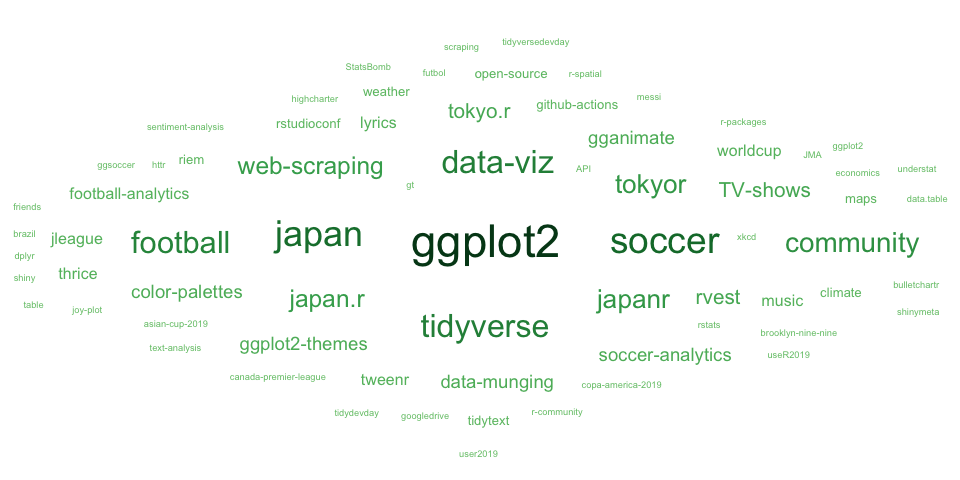 tidyversedevday
scraping
StatsBomb
futbol
open-source
r-spatial
weather
highcharter
messi
tokyo.r
github-actions
sentiment-analysis
rstudioconf
lyrics
r-packages
gganimate
ggplot2
worldcup
JMA
ggsoccer
httr
riem
web-scraping
data-viz
API
economics
understat
gt
tokyor
TV-shows
football-analytics
maps
data.table
friends
brazil
jleague
football
japan
ggplot2
soccer
xkcd
community
dplyr
shiny
thrice
color-palettes
japan.r
japanr
rvest
music
climate
bulletchartr
table
joy-plot
shinymeta
asian-cup-2019
tidyverse
rstats
brooklyn-nine-nine
text-analysis
ggplot2-themes
soccer-analytics
useR2019
canada-premier-league
tweenr
data-munging
copa-america-2019
tidydevday
googledrive
tidytext
r-community
user2019